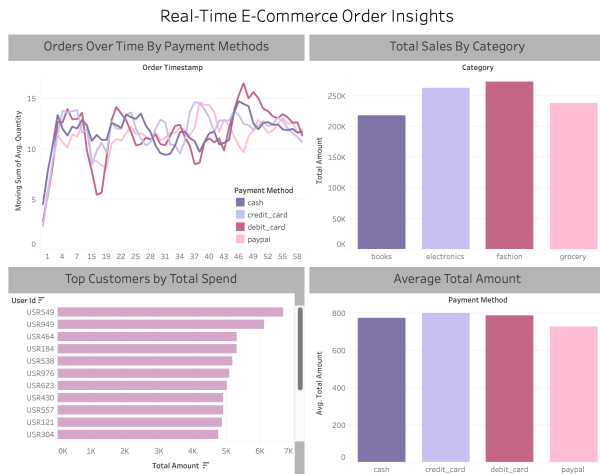 Real-Time E-Commerce Order Insights
Orders Over Time By Payment Methods
Order Timestamp
Moving Sum of Avg. Quantity
15
10
5
0
1 4 7 15 19 22 25 28 31 34 37 40 43 46 49 52 55 58
Payment Method
cash
credit_card
debit_card
paypal
Total Sales By Category
Category
Total Amount
250K
200K
150K
100K
50K
0K
books electronics fashion grocery
Top Customers by Total Spend
User Id
USR549
USR949
USR464
USR184
USR538
USR976
USR623
USR430
USR557
USR121
USR304
0K 1K 2K 3K 4K 5K 6K 7K
Total Amount
Average Total Amount
Payment Method
Avg. Total Amount
800
600
400
200
0
cash credit_card debit_card paypal